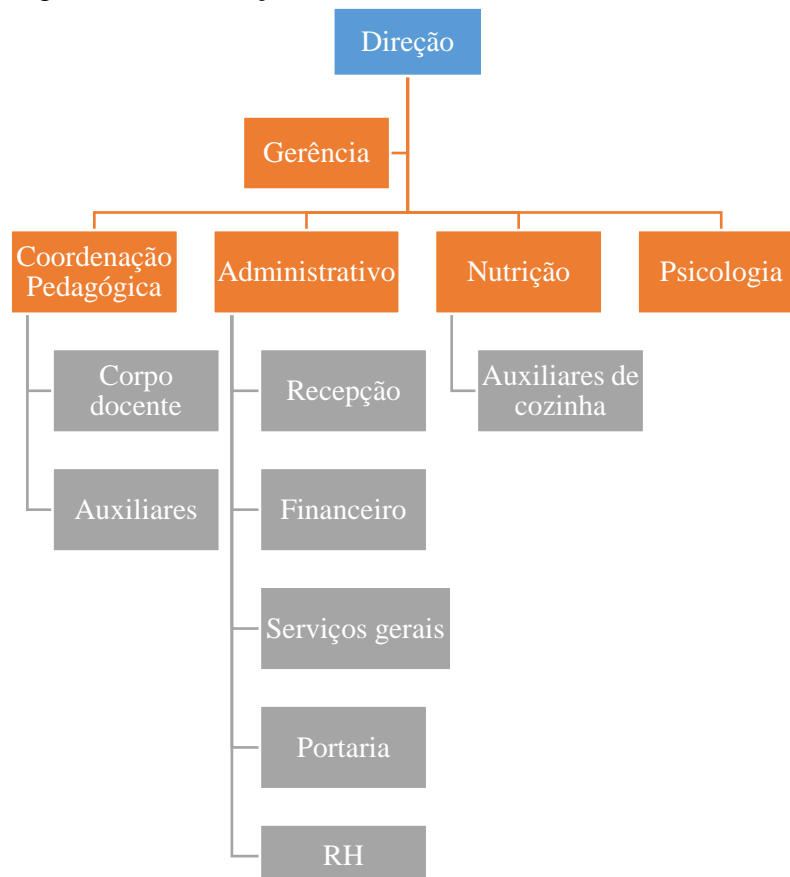 Direção
Gerência
Coordenação
Pedagógica
Administrativo
Nutrição
Psicologia
Corpo
docente
Recepção
Auxiliares de
cozinha
Auxiliares
Financeiro
Serviços gerais
Portaria
RH